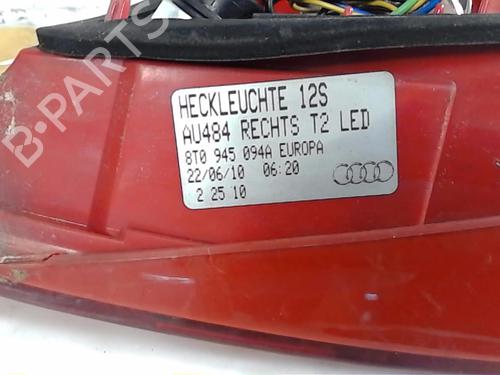 HECKLEUCHTE 12S
AU484 RECHTS T2 LED
8T0 945 094A EUROPA
22/06/10 06:20
2 25 10
B-PARTS